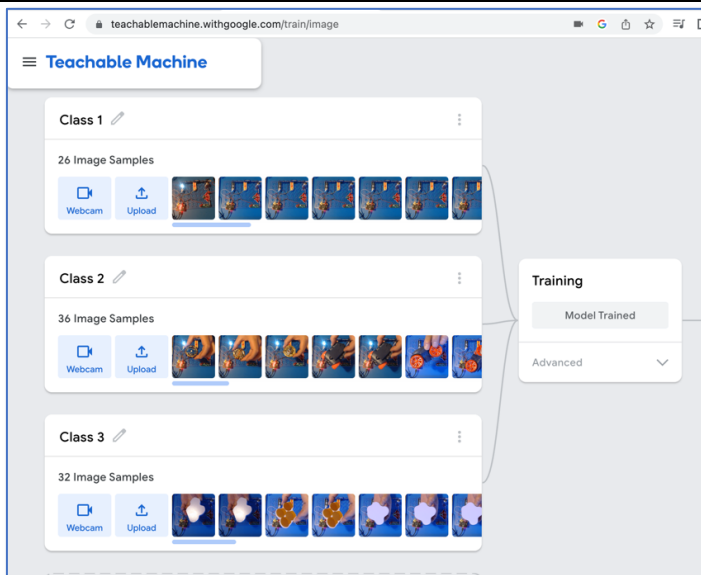 teachablemachine.withgoogle.com/train/image
Teachable Machine
Class 1
26 Image Samples
Webcam
Upload
Class 2
36 Image Samples
Webcam
Upload
Class 3
32 Image Samples
Webcam
Upload
Training
Model Trained
Advanced